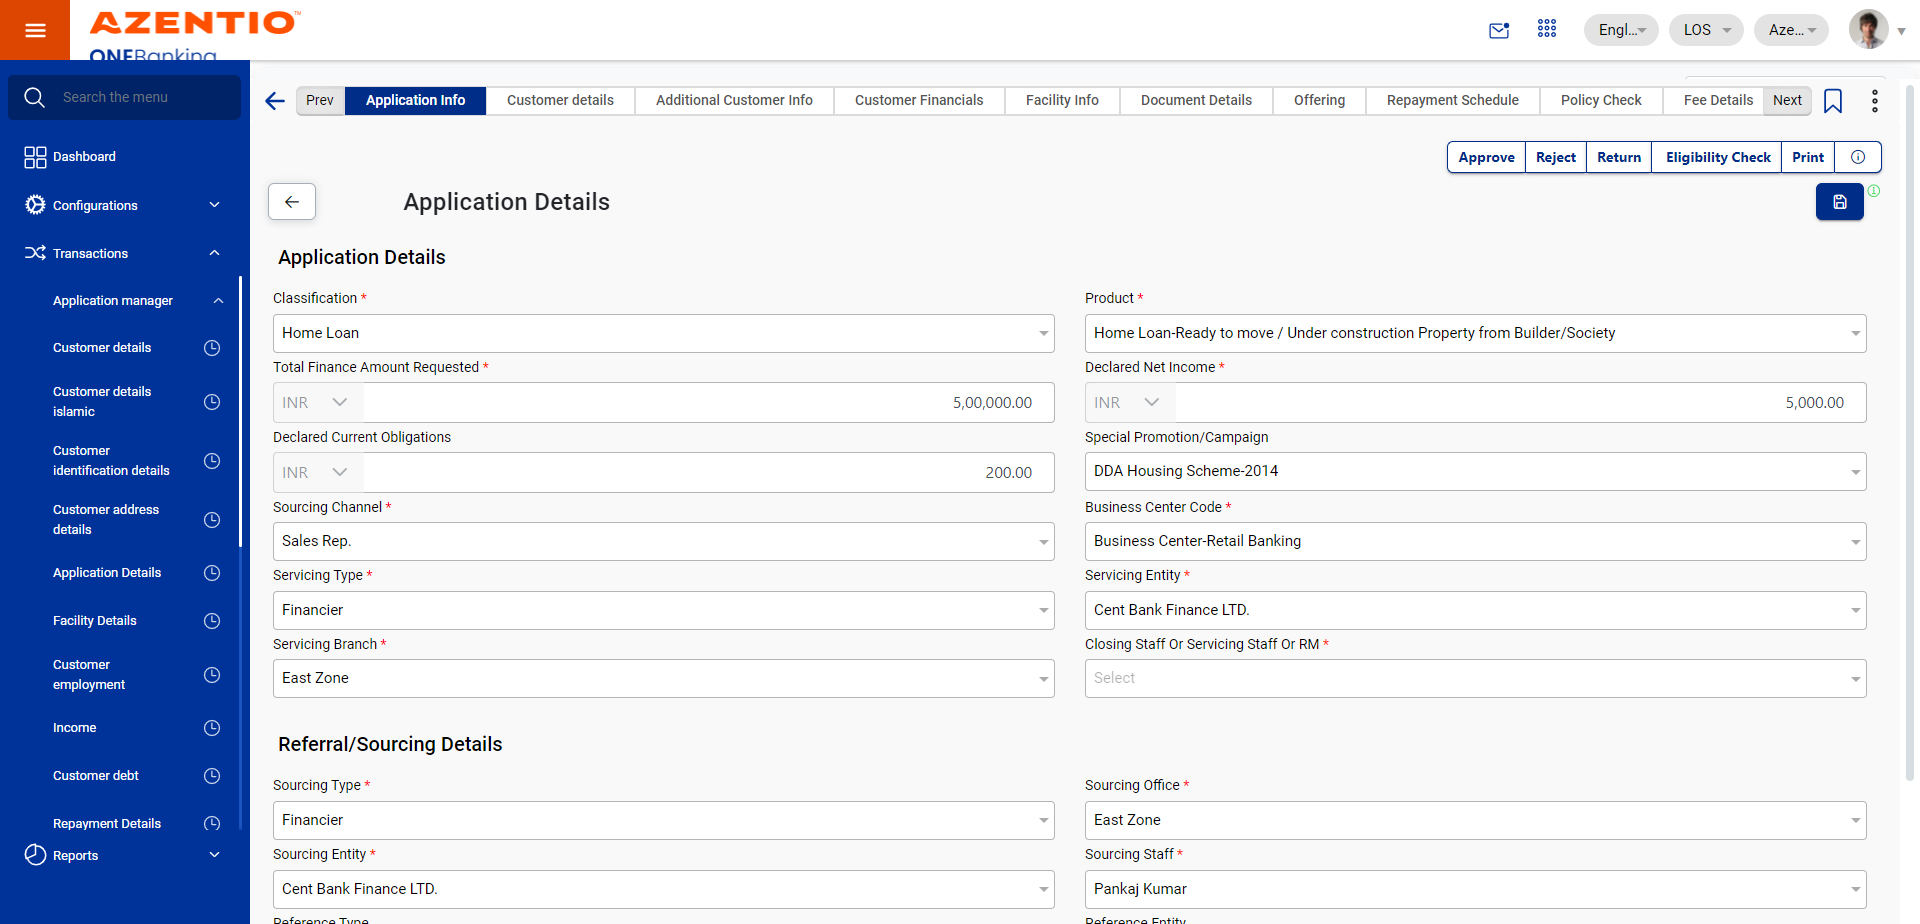 AZENTIO™
ONEBanking
Engl...
LOS
Aze...
Search the menu
Dashboard
Configurations
Transactions
Application manager
Customer details
Customer details
islamic
Customer
identification details
Customer address
details
Application Details
Facility Details
Customer
employment
Income
Customer debt
Repayment Details
Reports
Prev
Application Info
Customer details
Additional Customer Info
Customer Financials
Facility Info
Document Details
Offering
Repayment Schedule
Policy Check
Fee Details
Next
Approve
Reject
Return
Eligibility Check
Print
Application Details
Application Details
Classification *
Product *
Home Loan
Home Loan-Ready to move / Under construction Property from Builder/Society
Total Finance Amount Requested *
Declared Net Income *
INR
5,00,000.00
INR
5,000.00
Declared Current Obligations
Special Promotion/Campaign
INR
200.00
DDA Housing Scheme-2014
Sourcing Channel *
Business Center Code *
Sales Rep.
Business Center-Retail Banking
Servicing Type *
Servicing Entity *
Financier
Cent Bank Finance LTD.
Servicing Branch *
Closing Staff Or Servicing Staff Or RM *
East Zone
Select
Referral/Sourcing Details
Sourcing Type *
Sourcing Office *
Financier
East Zone
Sourcing Entity *
Sourcing Staff *
Cent Bank Finance LTD.
Pankaj Kumar
Reference Type
Reference Entity